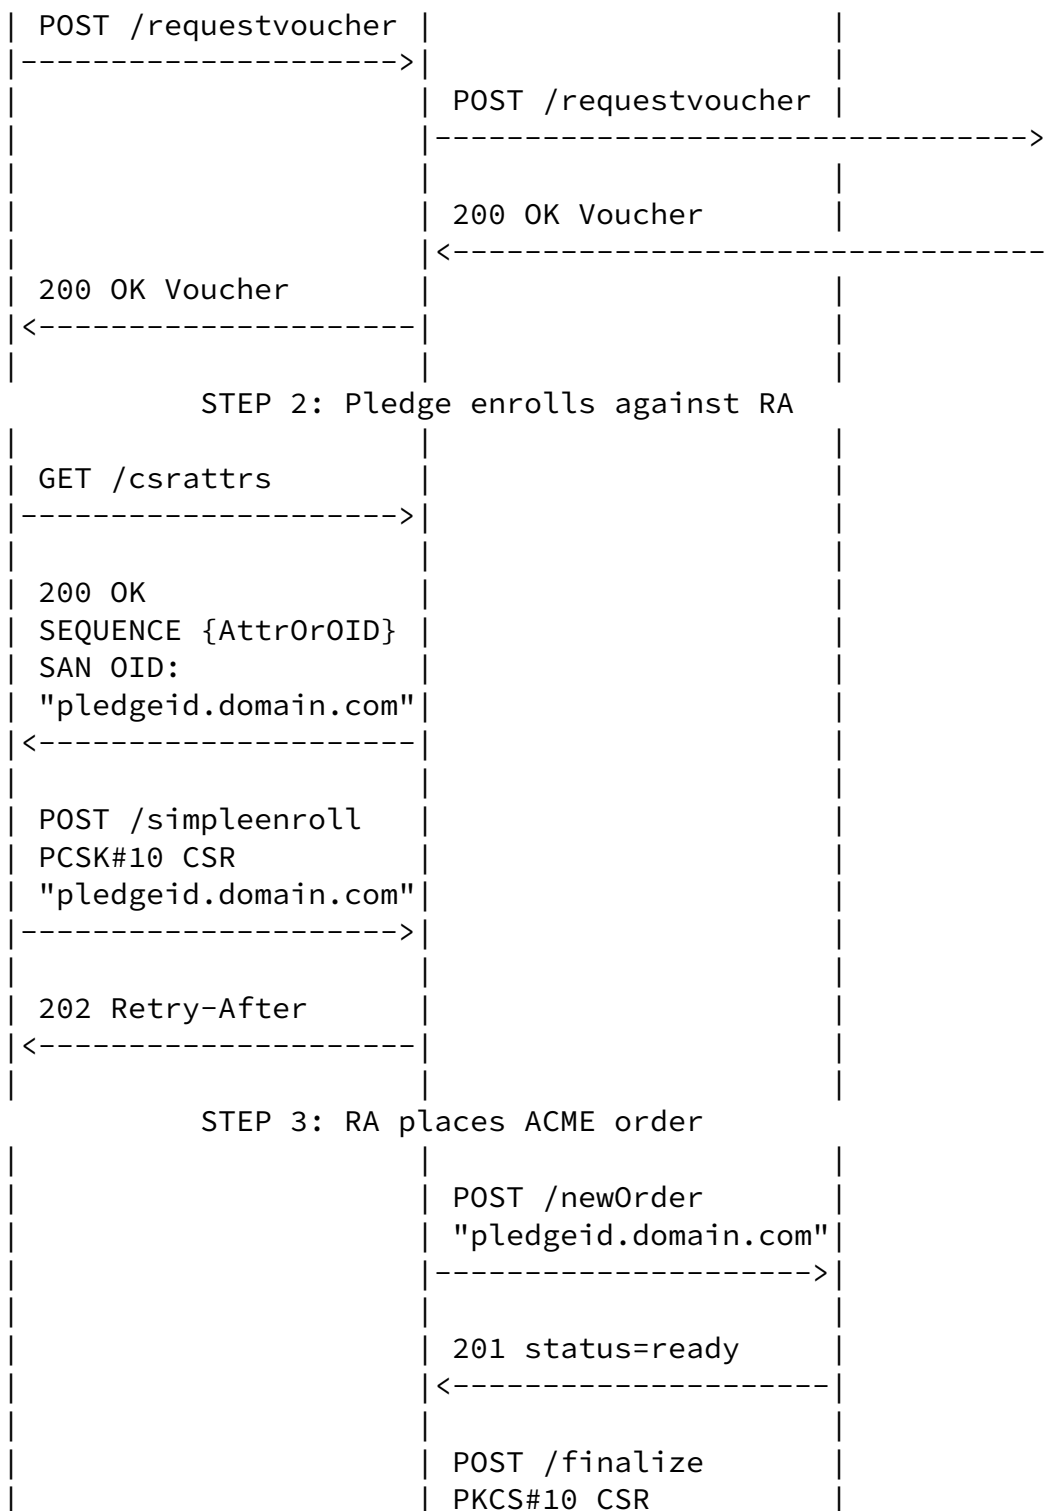 POST /requestvoucher
POST /requestvoucher
200 OK Voucher
200 OK Voucher
STEP 2: Pledge enrolls against RA
GET /csrattrs
200 OK
SEQUENCE {AttrOrOID}
SAN OID:
"pledgeid.domain.com"
POST /simpleenroll
PCSK#10 CSR
"pledgeid.domain.com"
202 Retry-After
STEP 3: RA places ACME order
POST /newOrder
"pledgeid.domain.com"
201 status=ready
POST /finalize
PKCS#10 CSR